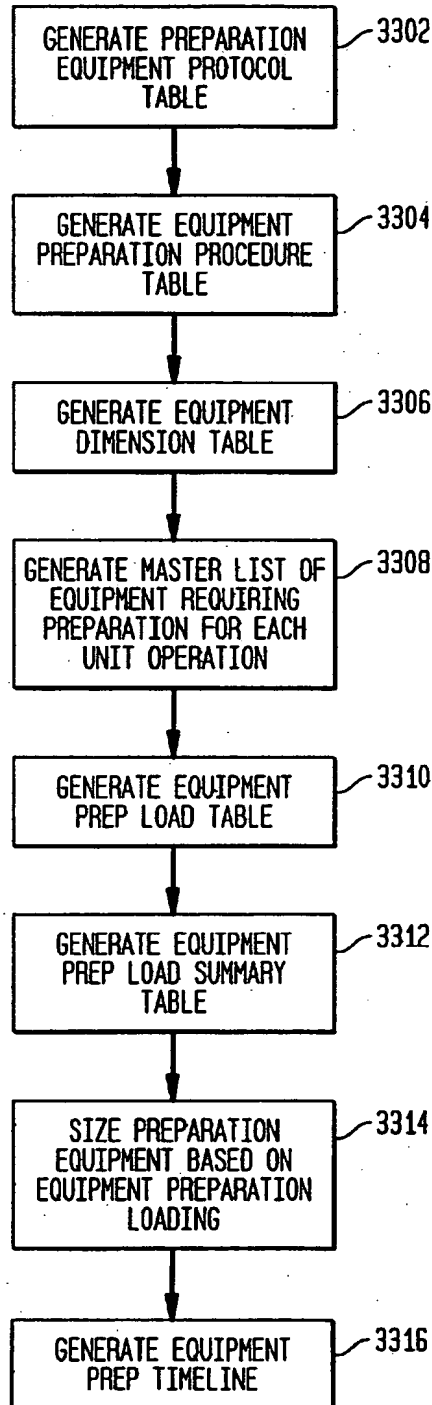 GENERATE PREPARATION
EQUIPMENT PROTOCOL
TABLE
3302
GENERATE EQUIPMENT
PREPARATION PROCEDURE
TABLE
3304
GENERATE EQUIPMENT
DIMENSION TABLE
3306
GENERATE MASTER LIST OF
EQUIPMENT REQUIRING
PREPARATION FOR EACH
UNIT OPERATION
3308
GENERATE EQUIPMENT
PREP LOAD TABLE
3310
GENERATE EQUIPMENT
PREP LOAD SUMMARY
TABLE
3312
SIZE PREPARATION
EQUIPMENT BASED ON
EQUIPMENT PREPARATION
LOADING
3314
GENERATE EQUIPMENT
PREP TIMELINE
3316